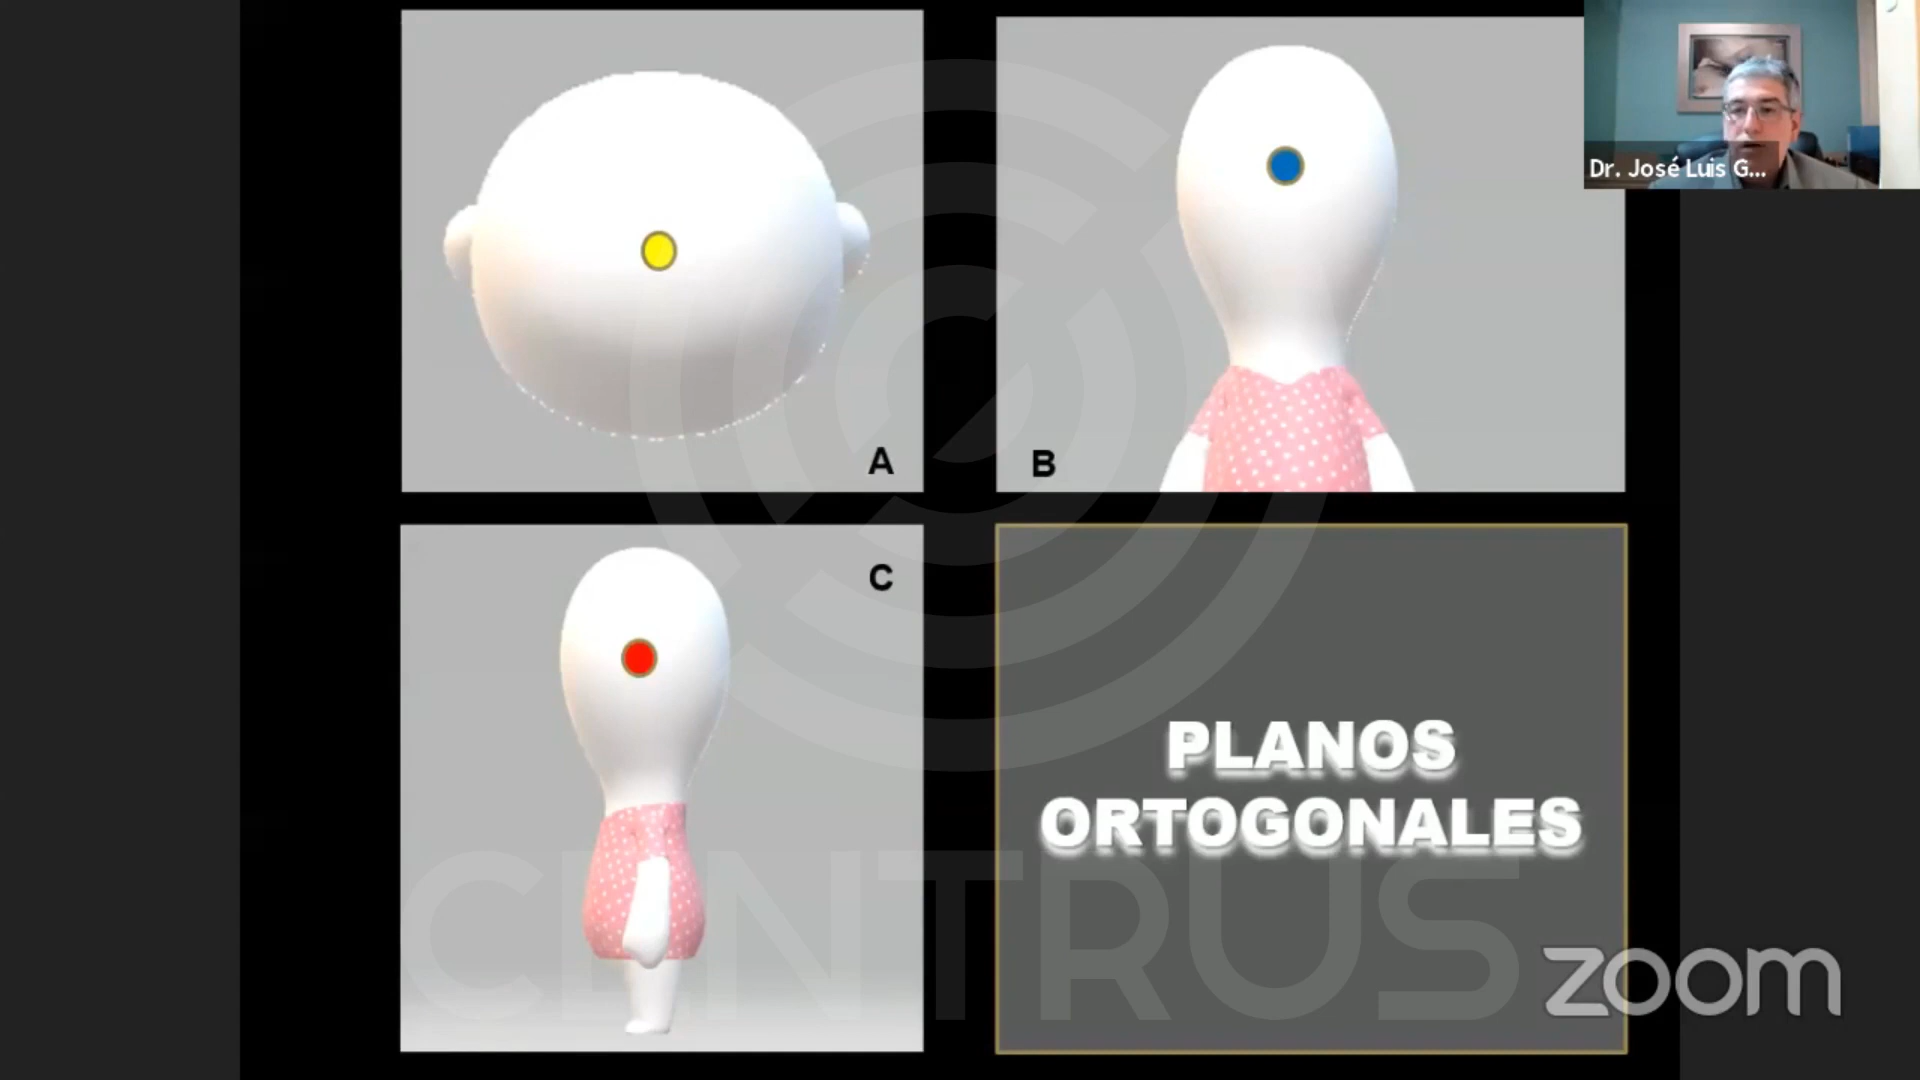 Dr. José Luis G...
A
B
C
PLANOS
ORTOGONALES
CENTRUS
zoom